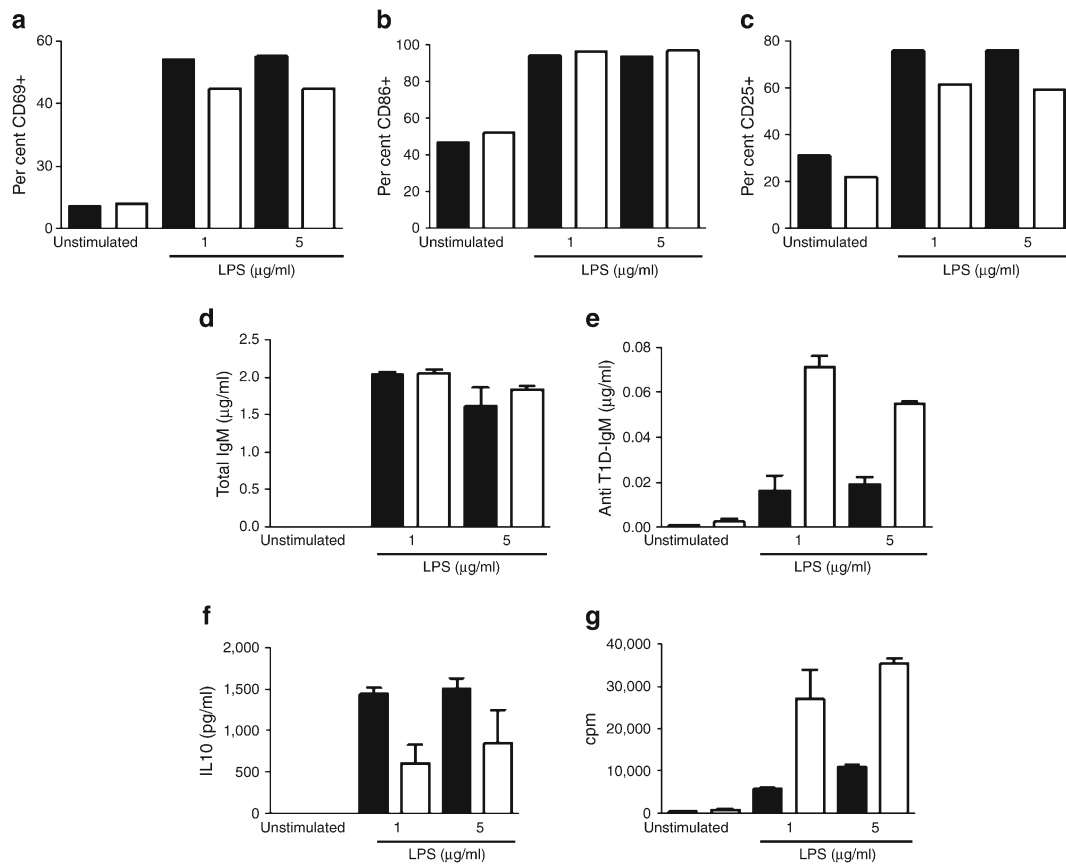 a
Per cent CD69+
60
40
30
0
Unstimulated
1
5
LPS (μg/ml)
b
Per cent CD86+
100
80
60
40
20
0
Unstimulated
1
5
LPS (μg/ml)
c
Per cent CD25+
80
60
40
20
0
Unstimulated
1
5
LPS (μg/ml)
d
Total IgM (μg/ml)
2.5
2.0
1.5
1.0
0.5
0.0
Unstimulated
1
5
LPS (μg/ml)
e
Anti T1D-IgM (μg/ml)
0.08
0.06
0.04
0.02
0.00
Unstimulated
1
5
LPS (μg/ml)
f
IL10 (pg/ml)
2,000
1,500
1,000
500
0
Unstimulated
1
5
LPS (μg/ml)
g
cpm
40,000
30,000
20,000
10,000
0
Unstimulated
1
5
LPS (μg/ml)